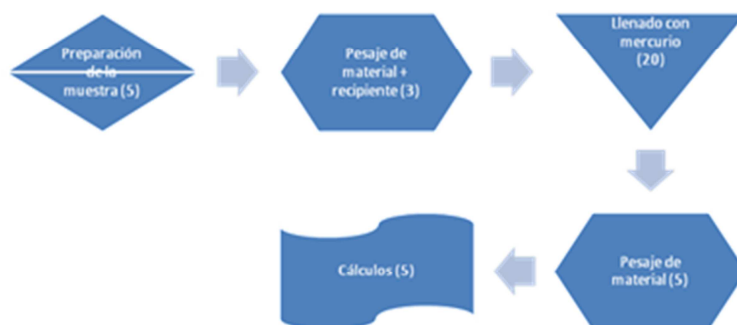 Preparación
de la
muestra (5)
Pesaje de
material +
recipiente (3)
Llenado con
mercurio
(20)
Pesaje de
material (5)
Cálculos (5)